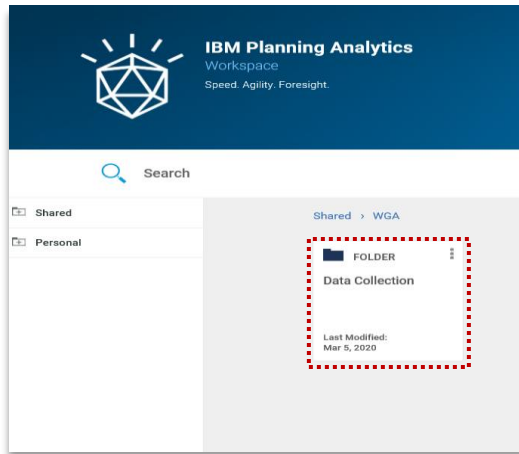 IBM Planning Analytics
Workspace
Speed. Agility. Foresight.
Search
Shared
Personal
Shared › WGA
FOLDER
Data Collection
Last Modified:
Mar 5, 2020